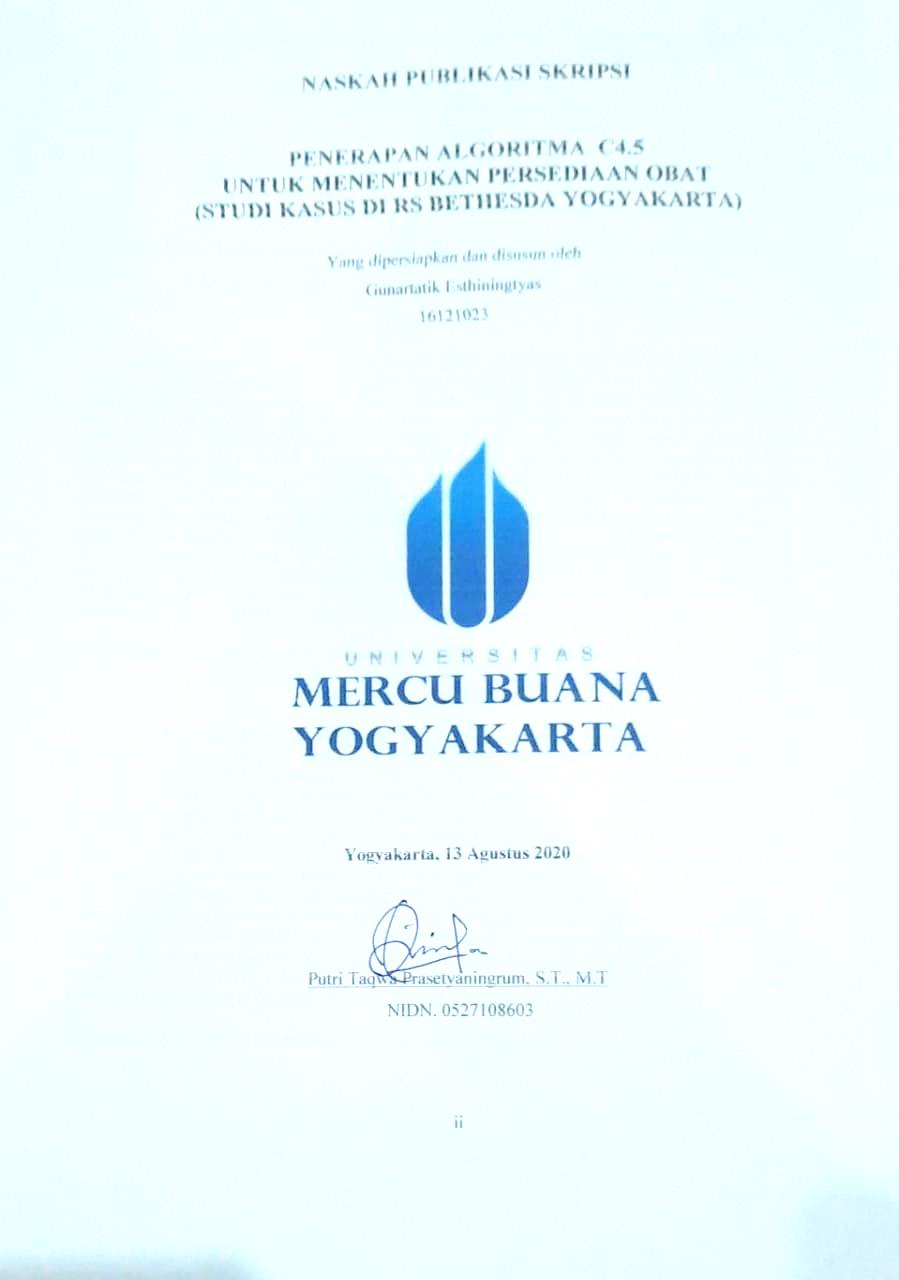 NASKAH PUBLIKASI SKRIPSI
PENERAPAN ALGORITMA C4.5
UNTUK MENENTUKAN PERSEDIAAN OBAT
(STUDI KASUS DI RS BETHESDA YOGYAKARTA)
Yang dipersiapkan dan disusun oleh
Gunartatik Esthiningtyas
16121023
UNIVERSITAS
MERCU BUANA
YOGYAKARTA
Yogyakarta, 13 Agustus 2020
Putri Taqwa Prasetyaningrum, S.T., M.T
NIDN. 0527108603
ii